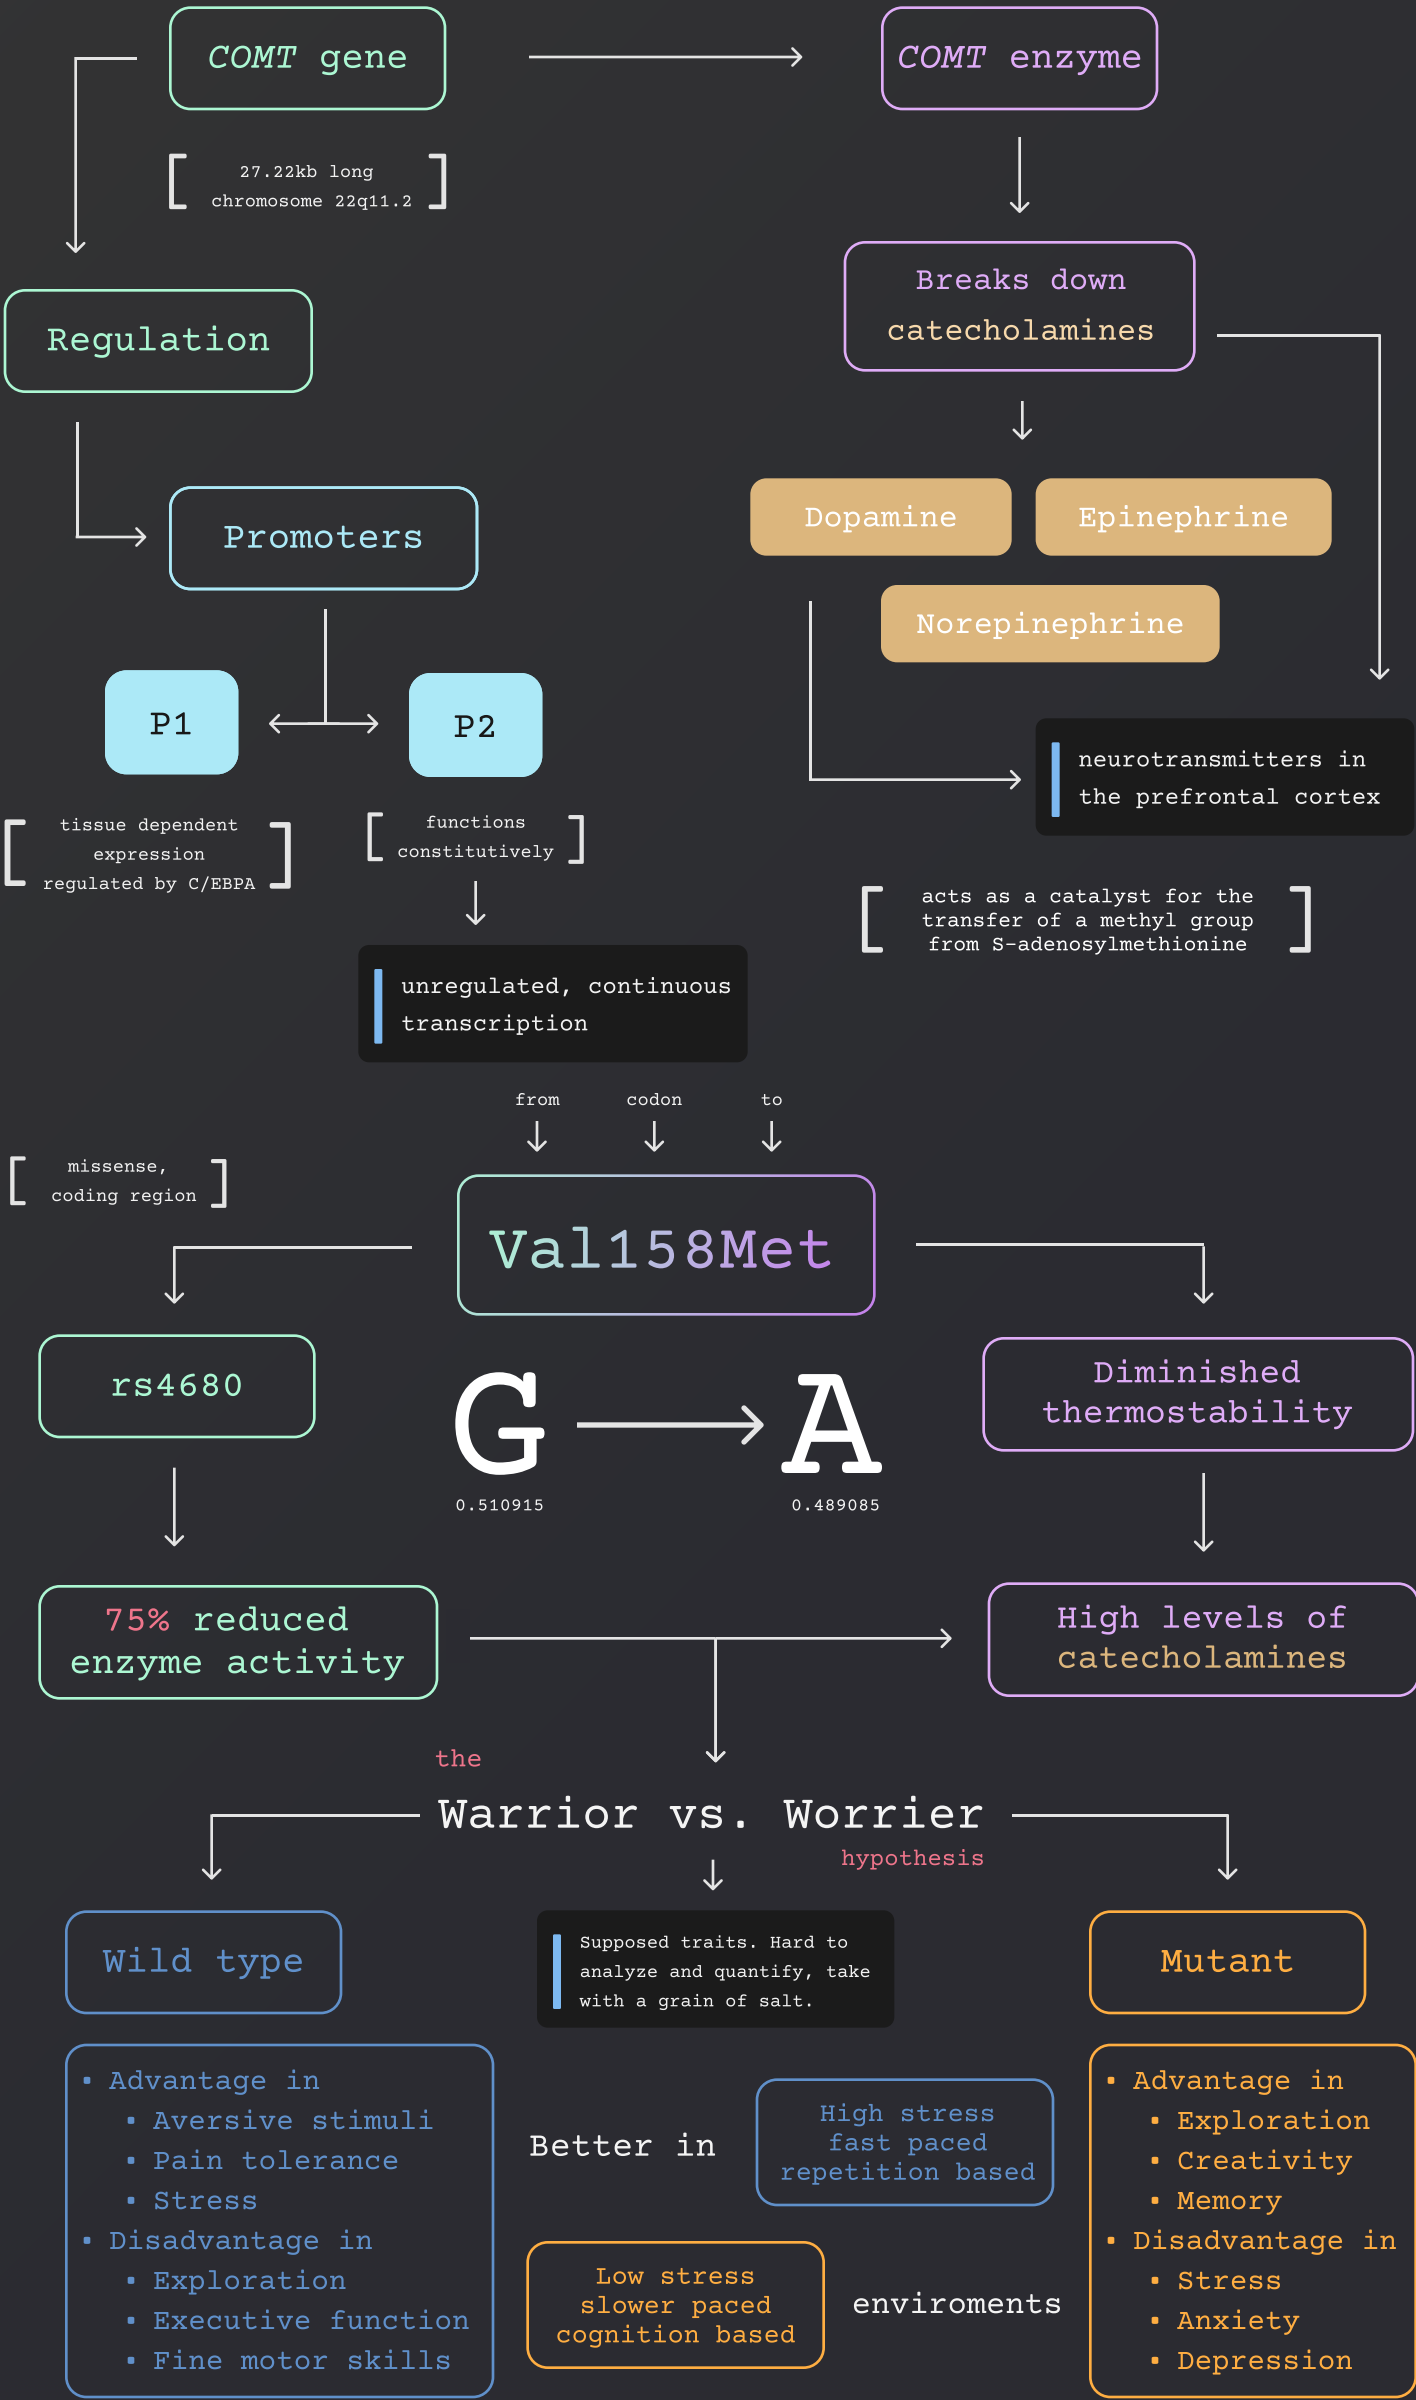 COMT gene
COMT enzyme
27.22kb long
chromosome 22q11.2
Regulation
Breaks down
catecholamines
Promoters
Dopamine
Epinephrine
Norepinephrine
P1
P2
neurotransmitters in
the prefrontal cortex
tissue dependent
expression
regulated by C/EBPA
functions
constitutively
acts as a catalyst for the
transfer of a methyl group
from S-adenosylmethionine
unregulated, continuous
transcription
from codon to
missense,
coding region
Val158Met
rs4680
G
A
0.510915
0.489085
Diminished
thermostability
75% reduced
enzyme activity
High levels of
catecholamines
the
Warrior vs. Worrier
hypothesis
Wild type
Supposed traits. Hard to
analyze and quantify, take
with a grain of salt.
Mutant
• Advantage in
• Aversive stimuli
• Pain tolerance
• Stress
• Disadvantage in
• Exploration
• Executive function
• Fine motor skills
Better in
High stress
fast paced
repetition based
Low stress
slower paced
cognition based
enviroments
• Advantage in
• Exploration
• Creativity
• Memory
• Disadvantage in
• Stress
• Anxiety
• Depression